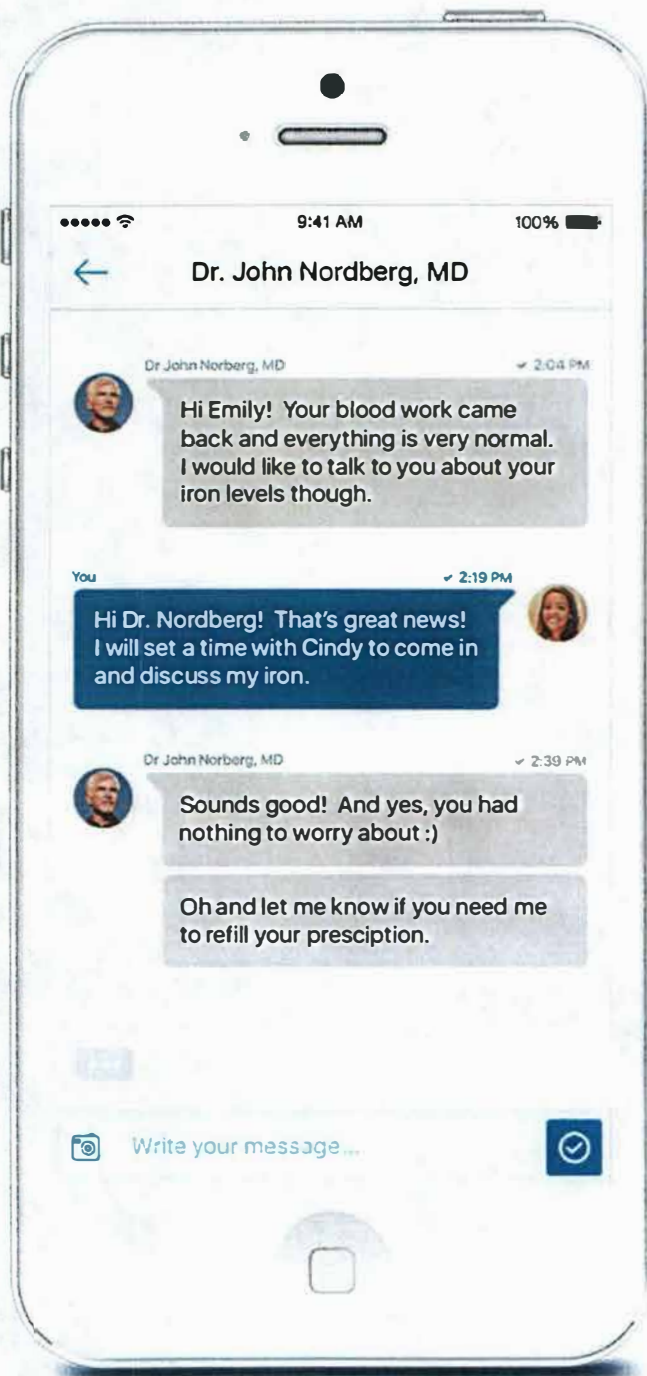 9:41 AM 100%
Dr. John Nordberg, MD
Dr John Norberg, MD 2:04 PM
Hi Emily! Your blood work came
back and everything is very normal.
I would like to talk to you about your
iron levels though.
You 2:19 PM
Hi Dr. Nordberg! That's great news!
I will set a time with Cindy to come in
and discuss my iron.
Dr John Norberg, MD 2:39 PM
Sounds good! And yes, you had
nothing to worry about :)
Oh and let me know if you need me
to refill your presciption.
Write your message...